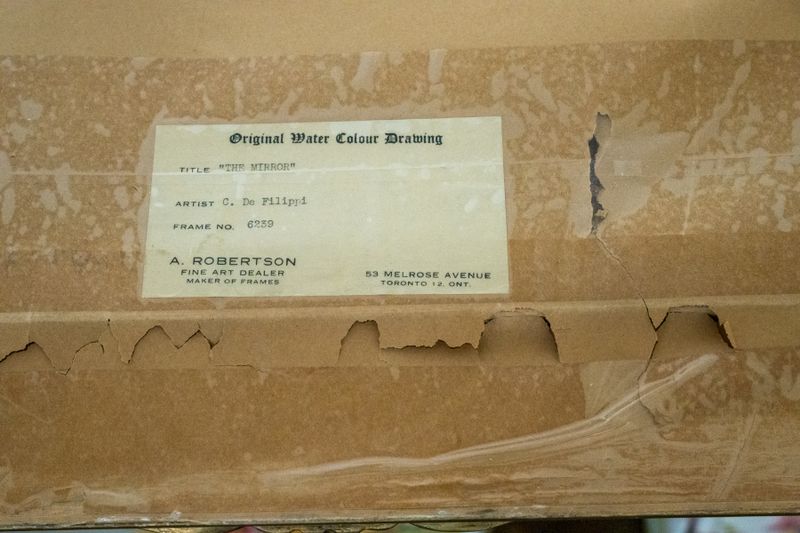 Original Water Colour Drawing
TITLE "THE MIRROR"
ARTIST C. De Filippi
FRAME NO. 6239
A. ROBERTSON
FINE ART DEALER
MAKER OF FRAMES
53 MELROSE AVENUE
TORONTO 12, ONT.